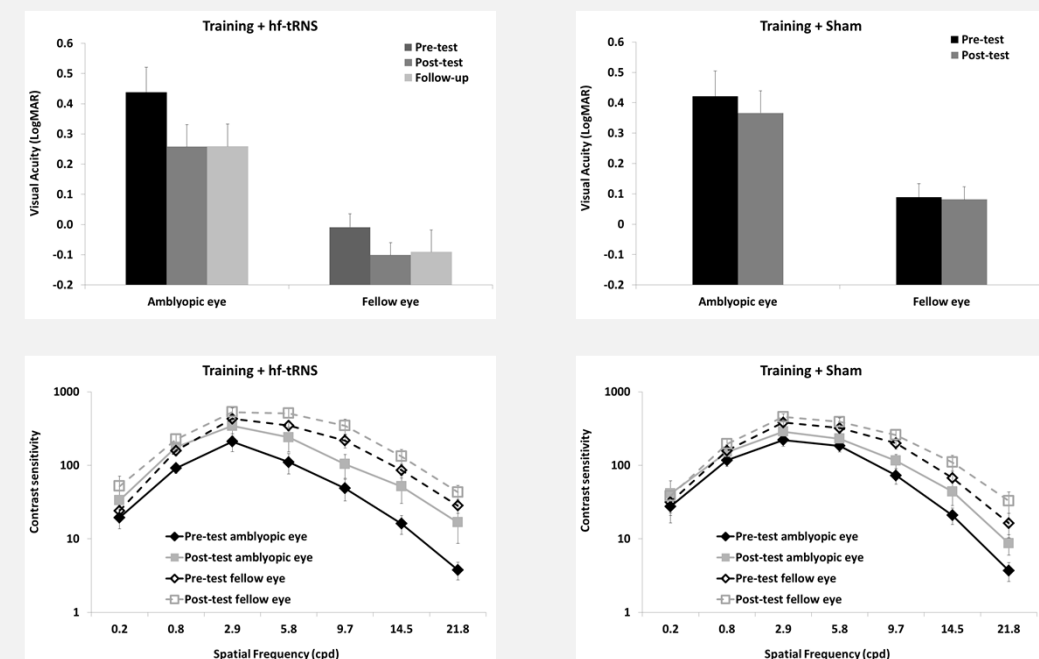 Training + hf-tRNS
0.6
0.5
0.4
0.3
0.2
0.1
0.0
-0.1
-0.2
Visual Acuity (LogMAR)
Pre-test
Post-test
Follow-up
Amblyopic eye
Fellow eye
Training + Sham
0.6
0.5
0.4
0.3
0.2
0.1
0
-0.1
-0.2
Visual Acuity (LogMAR)
Pre-test
Post-test
Amblyopic eye
Fellow eye
Training + hf-tRNS
1000
100
10
1
Contrast sensitivity
Pre-test amblyopic eye
Post-test amblyopic eye
Pre-test fellow eye
Post-test fellow eye
0.2 0.8 2.9 5.8 9.7 14.5 21.8
Spatial Frequency (cpd)
Training + Sham
1000
100
10
1
Contrast sensitivity
Pre-test amblyopic eye
Post-test amblyopic eye
Pre-test fellow eye
Post-test fellow eye
0.2 0.8 2.9 5.8 9.7 14.5 21.8
Spatial Frequency (cpd)